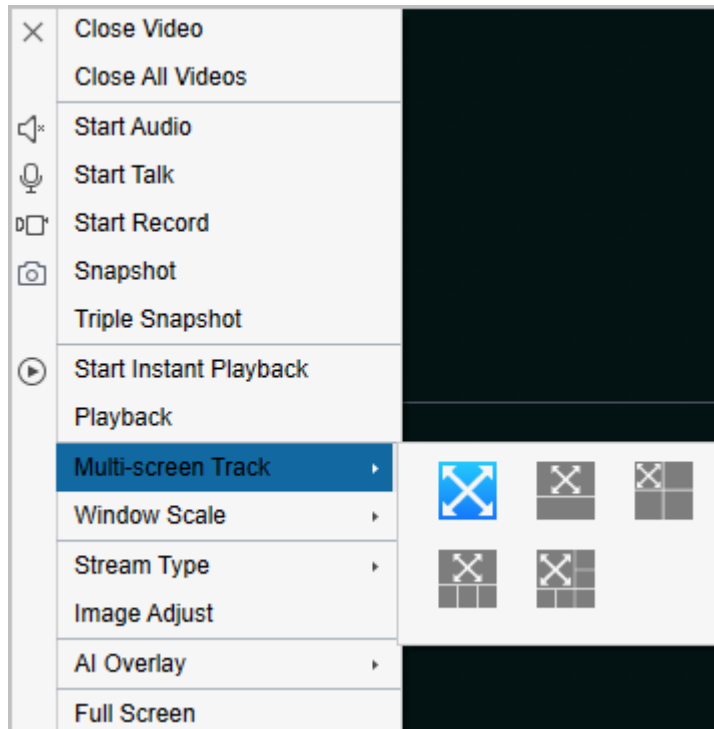 Close Video
Close All Videos
Start Audio
Start Talk
Start Record
Snapshot
Triple Snapshot
Start Instant Playback
Playback
Multi-screen Track
Window Scale
Stream Type
Image Adjust
AI Overlay
Full Screen